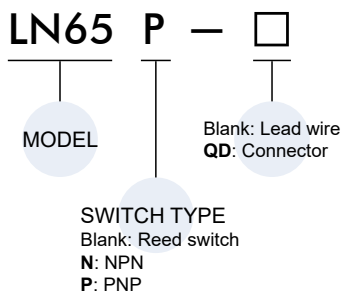 LN65 P – □
MODEL
Blank: Lead wire
QD: Connector
SWITCH TYPE
Blank: Reed switch
N: NPN
P: PNP